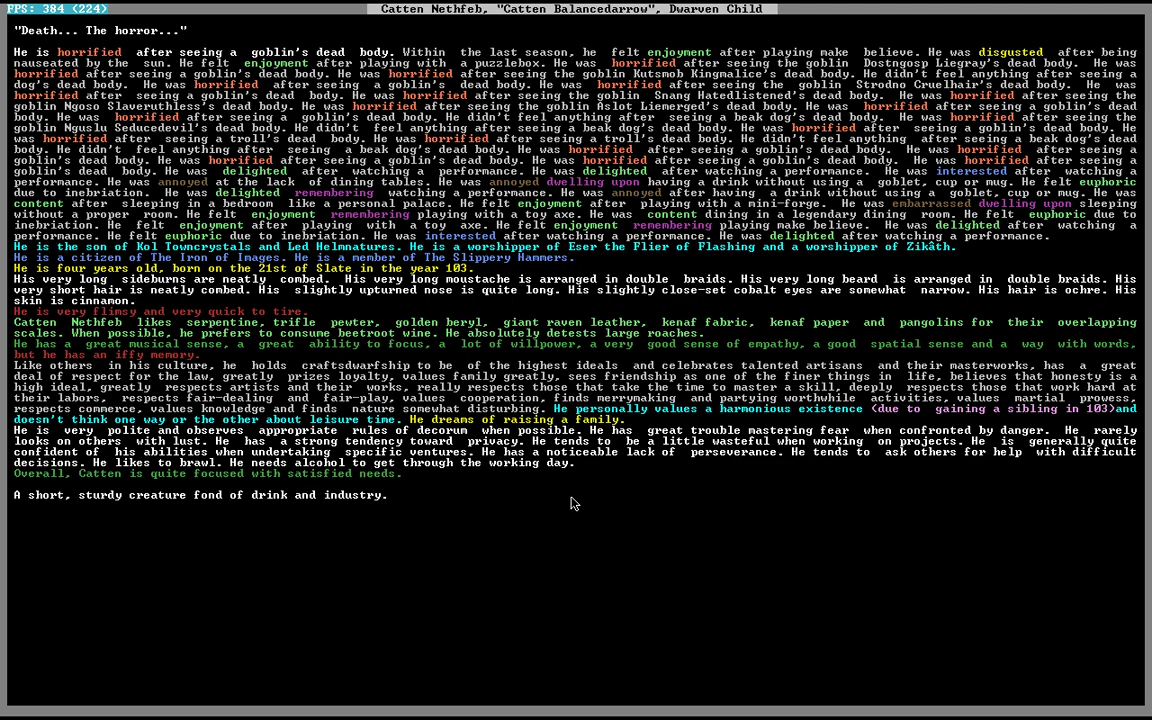 FPS: 384 (224)
Catten Nethfeb, "Catten Balancedarrow", Dwarven Child
"Death... The horror..."
He is horrified after seeing a goblin's dead body. Within the last season, he felt enjoyment after playing make believe. He was disgusted after being
nauseated by the sun. He felt enjoyment after playing with a puzzlebox. He was horrified after seeing the goblin Dostngosp Liegray's dead body. He was
horrified after seeing a goblin's dead body. He was horrified after seeing the goblin Kutsmob Kingmalice's dead body. He didn't feel anything after seeing a
dog's dead body. He was horrified after seeing a goblin's dead body. He was horrified after seeing the goblin Strodno Cruelhair's dead body. He was
horrified after seeing a goblin's dead body. He was horrified after seeing the goblin Snang Hatedlistened's dead body. He was horrified after seeing the
goblin Ngoso Slaveruthless's dead body. He was horrified after seeing the goblin Aslot Liemerged's dead body. He was horrified after seeing a goblin's dead
body. He was horrified after seeing a goblin's dead body. He didn't feel anything after seeing a beak dog's dead body. He was horrified after seeing the
goblin Nguslu Seducedevil's dead body. He didn't feel anything after seeing a beak dog's dead body. He was horrified after seeing a goblin's dead body. He
was horrified after seeing a troll's dead body. He was horrified after seeing a troll's dead body. He didn't feel anything after seeing a beak dog's dead
body. He didn't feel anything after seeing a beak dog's dead body. He was horrified after seeing a goblin's dead body. He was horrified after seeing a
goblin's dead body. He was horrified after seeing a goblin's dead body. He was horrified after seeing a goblin's dead body. He was horrified after seeing a
goblin's dead body. He was delighted after watching a performance. He was delighted after watching a performance. He was interested after watching a
performance. He was annoyed at the lack of dining tables. He was annoyed dwelling upon having a drink without using a goblet, cup or mug. He felt euphoric
due to inebriation. He was delighted remembering watching a performance. He was annoyed after having a drink without using a goblet, cup or mug. He was
content after sleeping in a bedroom like a personal palace. He felt enjoyment after playing with a mini-forge. He was embarrassed dwelling upon sleeping
without a proper room. He felt enjoyment remembering playing with a toy axe. He was content dining in a legendary dining room. He felt euphoric due to
inebriation. He felt enjoyment after playing with a toy axe. He felt enjoyment remembering playing make believe. He was delighted after watching a
performance. He felt euphoric due to inebriation. He was interested after watching a performance. He was delighted after watching a performance.
He is the son of Kol Towncrystals and Led Helmnatures. He is a worshipper of Eser the Flier of Flashing and a worshipper of Zikâth.
He is a citizen of The Iron of Images. He is a member of The Slippery Hammers.
He is four years old, born on the 21st of Slate in the year 103.
His very long sideburns are neatly combed. His very long moustache is arranged in double braids. His very long beard is arranged in double braids. His
very short hair is neatly combed. His slightly upturned nose is quite long. His slightly close-set cobalt eyes are somewhat narrow. His hair is ochre. His
skin is cinnamon.
He is very flimsy and very quick to tire.
Catten Nethfeb likes serpentine, trifle pewter, golden beryl, giant raven leather, kenaf fabric, kenaf paper and pangolins for their overlapping
scales. When possible, he prefers to consume beetroot wine. He absolutely detests large roaches.
He has a great musical sense, a great ability to focus, a lot of willpower, a very good sense of empathy, a good spatial sense and a way with words,
but he has an iffy memory.
Like others in his culture, he holds craftsdwarfship to be of the highest ideals and celebrates talented artisans and their masterworks, has a great
deal of respect for the law, greatly prizes loyalty, values family greatly, sees friendship as one of the finer things in life, believes that honesty is a
high ideal, greatly respects artists and their works, really respects those that take the time to master a skill, deeply respects those that work hard at
their labors, respects fair-dealing and fair-play, values cooperation, finds merrymaking and partying worthwhile activities, values martial prowess,
respects commerce, values knowledge and finds nature somewhat disturbing. He personally values a harmonious existence (due to gaining a sibling in 103)and
doesn't think one way or the other about leisure time. He dreams of raising a family.
He is very polite and observes appropriate rules of decorum when possible. He has great trouble mastering fear when confronted by danger. He rarely
looks on others with lust. He has a strong tendency toward privacy. He tends to be a little wasteful when working on projects. He is generally quite
confident of his abilities when undertaking specific ventures. He has a noticeable lack of perseverance. He tends to ask others for help with difficult
decisions. He likes to brawl. He needs alcohol to get through the working day.
Overall, Catten is quite focused with satisfied needs.
A short, sturdy creature fond of drink and industry.